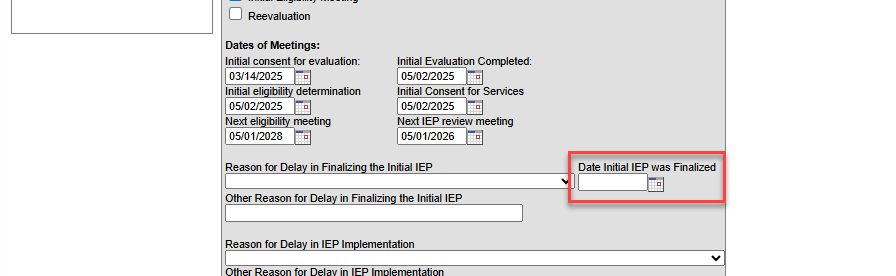 Initial Eligibility Meeting
Reevaluation
Dates of Meetings:
Initial consent for evaluation: Initial Evaluation Completed:
03/14/2025 05/02/2025
Initial eligibility determination Initial Consent for Services
05/02/2025 05/02/2025
Next eligibility meeting Next IEP review meeting
05/01/2028 05/01/2026
Reason for Delay in Finalizing the Initial IEP Date Initial IEP was Finalized
Other Reason for Delay in Finalizing the Initial IEP
Reason for Delay in IEP Implementation
Other Reason for Delay in IEP Implementation